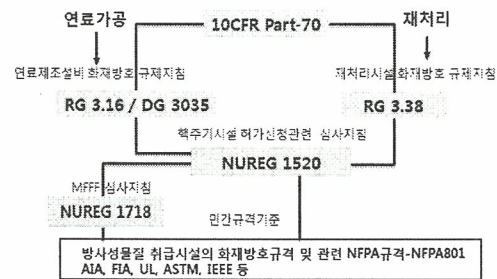 연료가공
10CFR Part-70
재처리
연료제조설비 화재방호 규제지침
재처리시설 화재방호 규제지침
RG 3.16 / DG 3035
RG 3.38
핵주기시설 허가신청관련 심사지침
NUREG 1520
MFFF 심사지침
NUREG 1718
민간규격기준
방사성물질 취급시설의 화재방호규격 및 관련 NFPA규격-NFPA801
AIA, FIA, UL, ASTM, IEEE 등